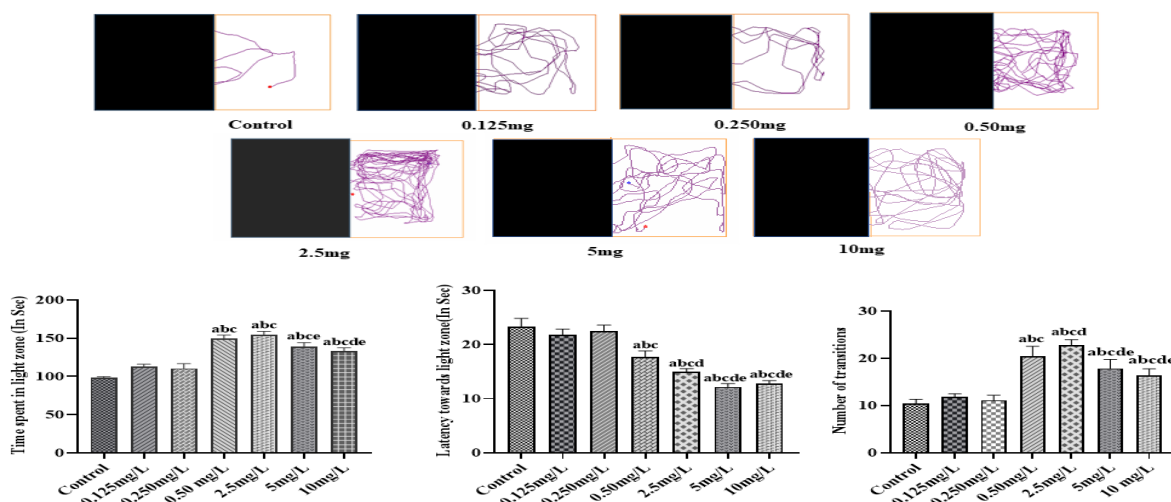 Control
0.125mg
0.250mg
0.50mg
2.5mg
5mg
10mg
Time spent in light zone (In Sec)
200
150
100
50
0
abc
abc
abce
abcde
Control
0.125mg/L
0.250mg/L
0.50 mg/L
2.5mg/L
5mg/L
10mg/L
Latency towards light zone(In Sec)
30
20
10
0
abc
abcd
abcde
abcde
Control
0.125mg/L
0.250mg/L
0.50mg/L
2.5mg/L
5mg/L
10mg/L
Number of transitions
30
20
10
0
abc
abcd
abcde
abcde
Control
0.125mg/L
0.250mg/L
0.50mg/L
2.5mg/L
5mg/L
10 mg/L